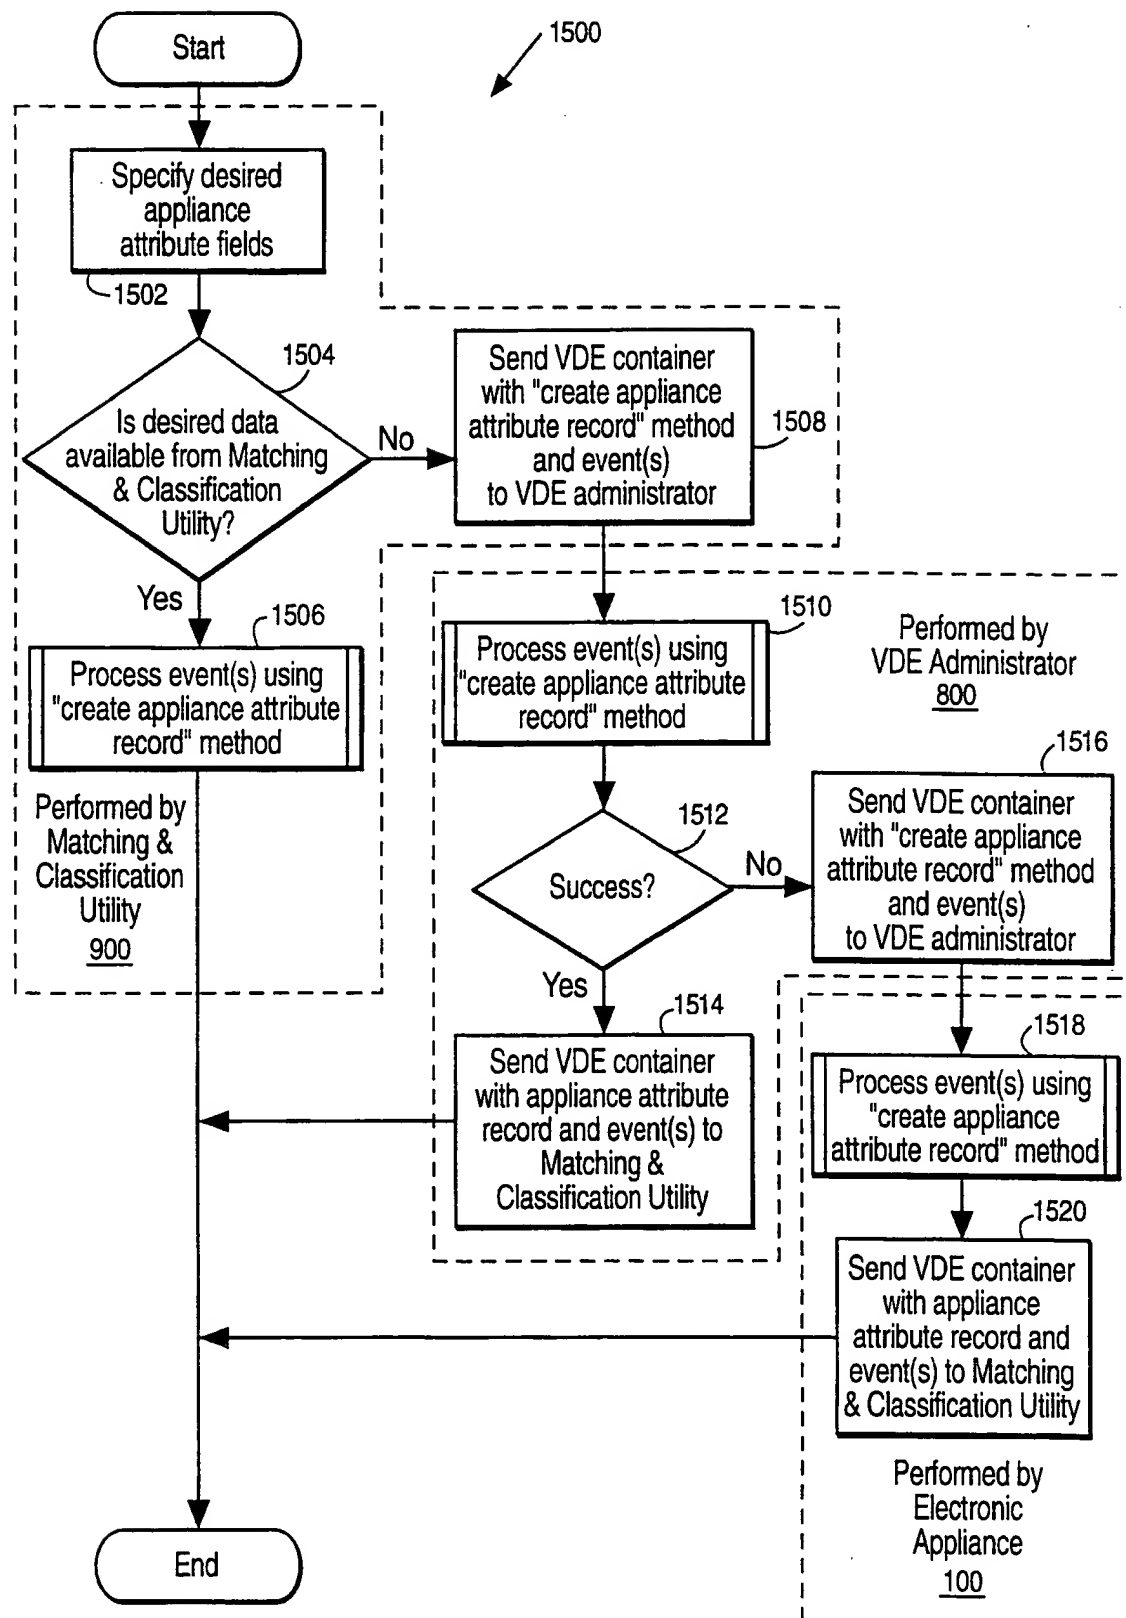 Start
1500
Specify desired
appliance
attribute fields
1502
1504
Is desired data
available from Matching
& Classification
Utility?
No
Send VDE container
with "create appliance
attribute record" method
and event(s)
to VDE administrator
1508
Yes
1506
Process event(s) using
"create appliance attribute
record" method
Performed by
Matching &
Classification
Utility
900
1510
Process event(s) using
"create appliance attribute
record" method
Performed by
VDE Administrator
800
1512
Success?
No
1516
Send VDE container
with "create appliance
attribute record" method
and event(s)
to VDE administrator
Yes
1514
Send VDE container
with appliance attribute
record and event(s) to
Matching &
Classification Utility
1518
Process event(s) using
"create appliance
attribute record" method
1520
Send VDE container
with appliance
attribute record and
event(s) to Matching
& Classification Utility
Performed by
Electronic
Appliance
100
End